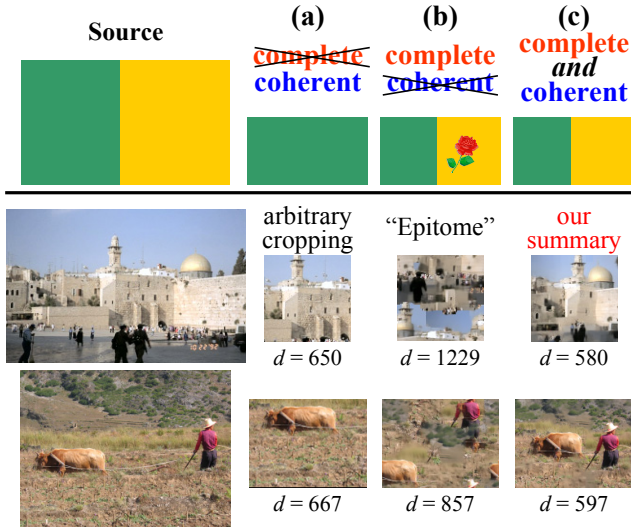 Source
(a)
complete
coherent
(b)
complete
coherent
(c)
complete
and
coherent
arbitrary
cropping
“Epitome”
our
summary
d = 650
d = 1229
d = 580
d = 667
d = 857
d = 597